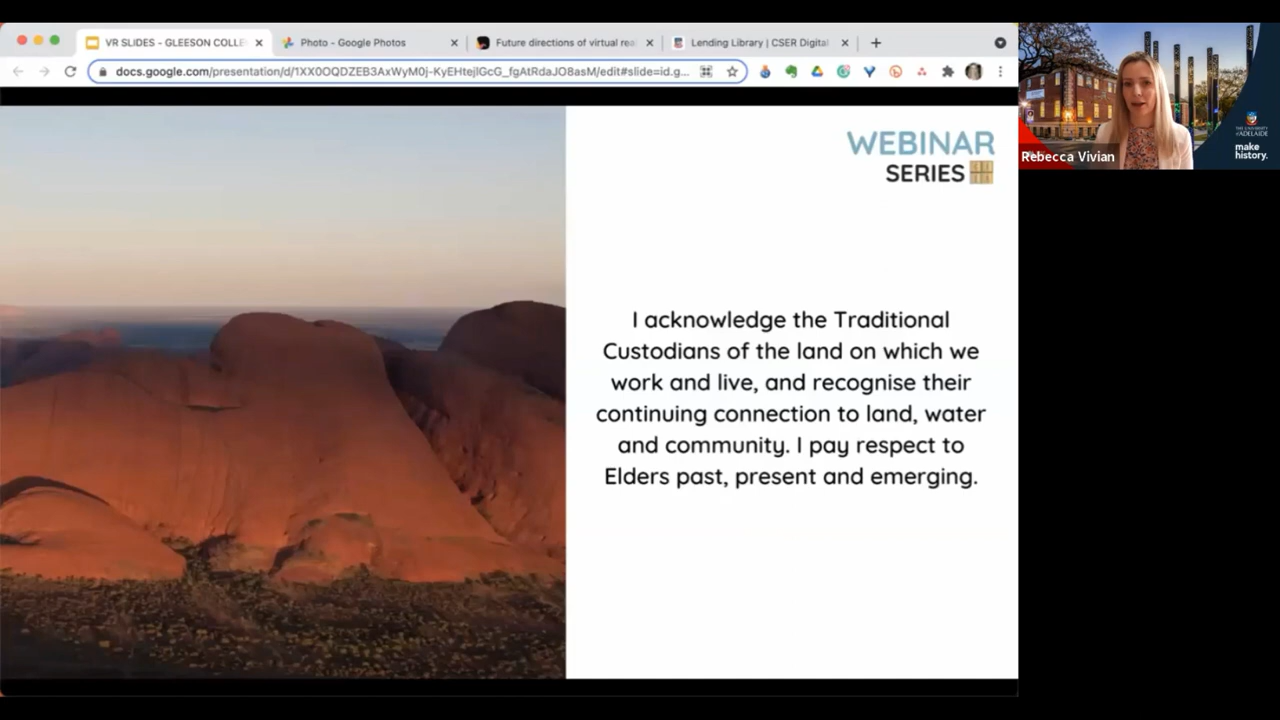 VR SLIDES - GLEESON COLLE
Photo - Google Photos
Future directions of virtual rea
Lending Library | CSER Digital
docs.google.com/presentation/d/1XX0OQDZEB3AxWyM0j-KyEHtejlGcG_fgAtRdaJO8asM/edit#slide=id.g...
WEBINAR
SERIES
I acknowledge the Traditional
Custodians of the land on which we
work and live, and recognise their
continuing connection to land, water
and community. I pay respect to
Elders past, present and emerging.
THE UNIVERSITY
of ADELAIDE
make
history.
Rebecca Vivian